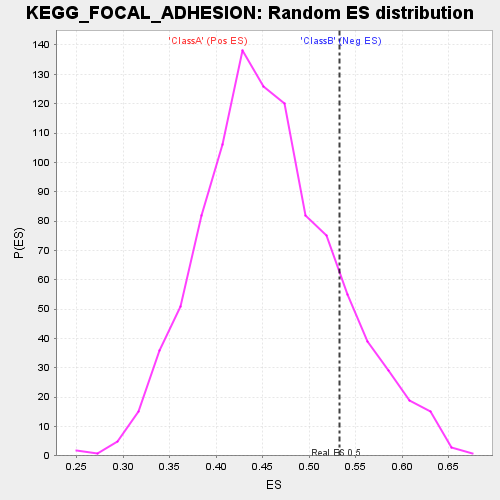 KEGG_FOCAL_ADHESION: Random ES distribution
'ClassA' (Pos ES) 'ClassB' (Neg ES)
140
130
120
110
100
90
80
70
60
50
40
30
20
10
0
P(ES)
Real ES 0.5
0.25 0.30 0.35 0.40 0.45 0.50 0.55 0.60 0.65
ES